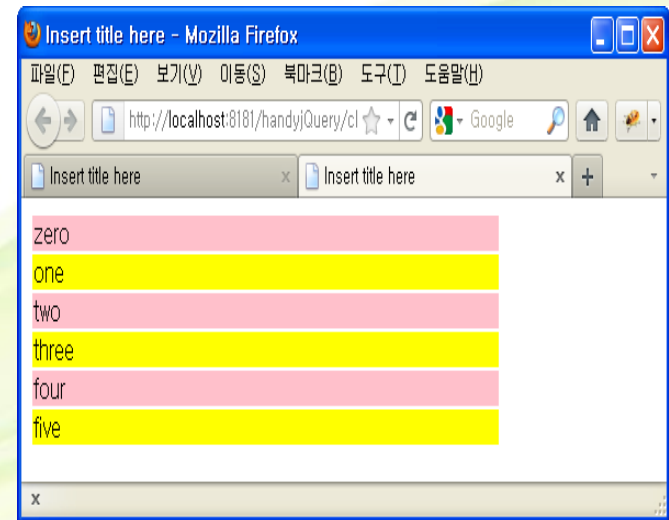 Insert title here - Mozilla Firefox
파일(F) 편집(E) 보기(V) 이동(S) 북마크(B) 도구(T) 도움말(H)
http://localhost:8181/handyjQuery/cl Google
Insert title here x Insert title here x +
zero
one
two
three
four
five
x